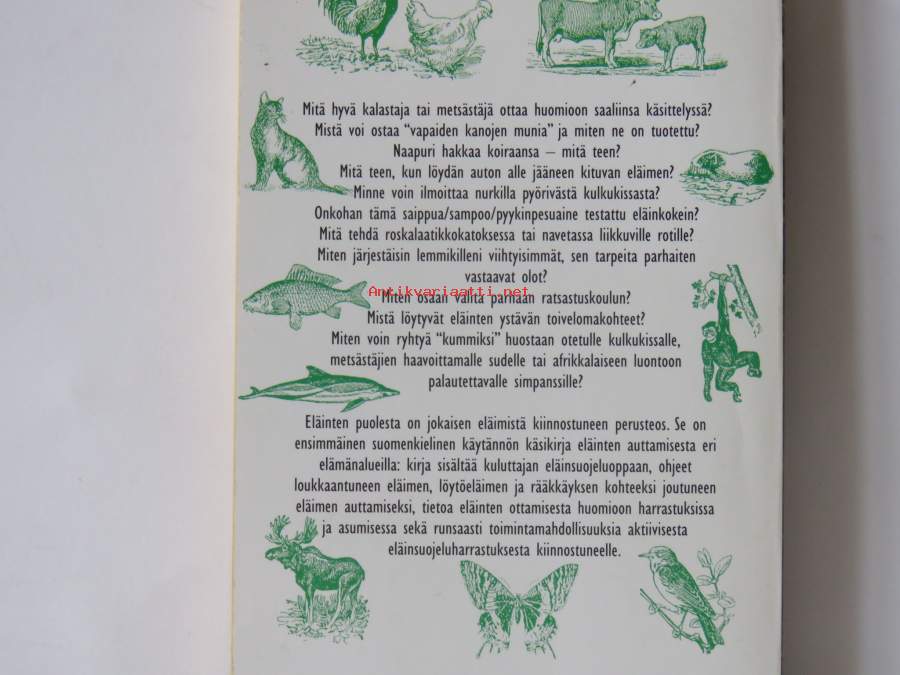 Mitä hyvä kalastaja tai metsästäjä ottaa huomioon saaliinsa käsittelyssä?
Mistä voi ostaa "vapaiden kanojen munia" ja miten ne on tuotettu?
Naapuri hakkaa koiraansa – mitä teen?
Mitä teen, kun löydän auton alle jääneen kituvan eläimen?
Minne voin ilmoittaa nurkilla pyörivästä kulkukissasta?
Onkohan tämä saippua/sampoo/pyykinpesuaine testattu eläinkokein?
Mitä tehdä roskalaatikkokatoksessa tai navetassa liikkuville rotille?
Miten järjestäisin lemmikilleni viihtyisimmät, sen tarpeita parhaiten
vastaavat olot?
Antikvariaatti.net
Miten osaan valita parhaan ratsastuskoulun?
Mistä löytyvät eläinten ystävän toivelomakohteet?
Miten voin ryhtyä "kummiksi" huostaan otetulle kulkukissalle,
metsästäjien haavoittamalle sudelle tai afrikkalaiseen luontoon
palautettavalle simpanssille?
Eläinten puolesta on jokaisen eläimistä kiinnostuneen perusteos. Se on
ensimmäinen suomenkielinen käytännön käsikirja eläinten auttamisesta eri
elämänalueilla: kirja sisältää kuluttajan eläinsuojeluoppaan, ohjeet
loukkaantuneen eläimen, löytöeläimen ja rääkkäyksen kohteeksi joutuneen
eläimen auttamiseksi, tietoa eläinten ottamisesta huomioon harrastuksissa
ja asumisessa sekä runsaasti toimintamahdollisuuksia aktiivisesta
eläinsuojeluharrastuksesta kiinnostuneelle.